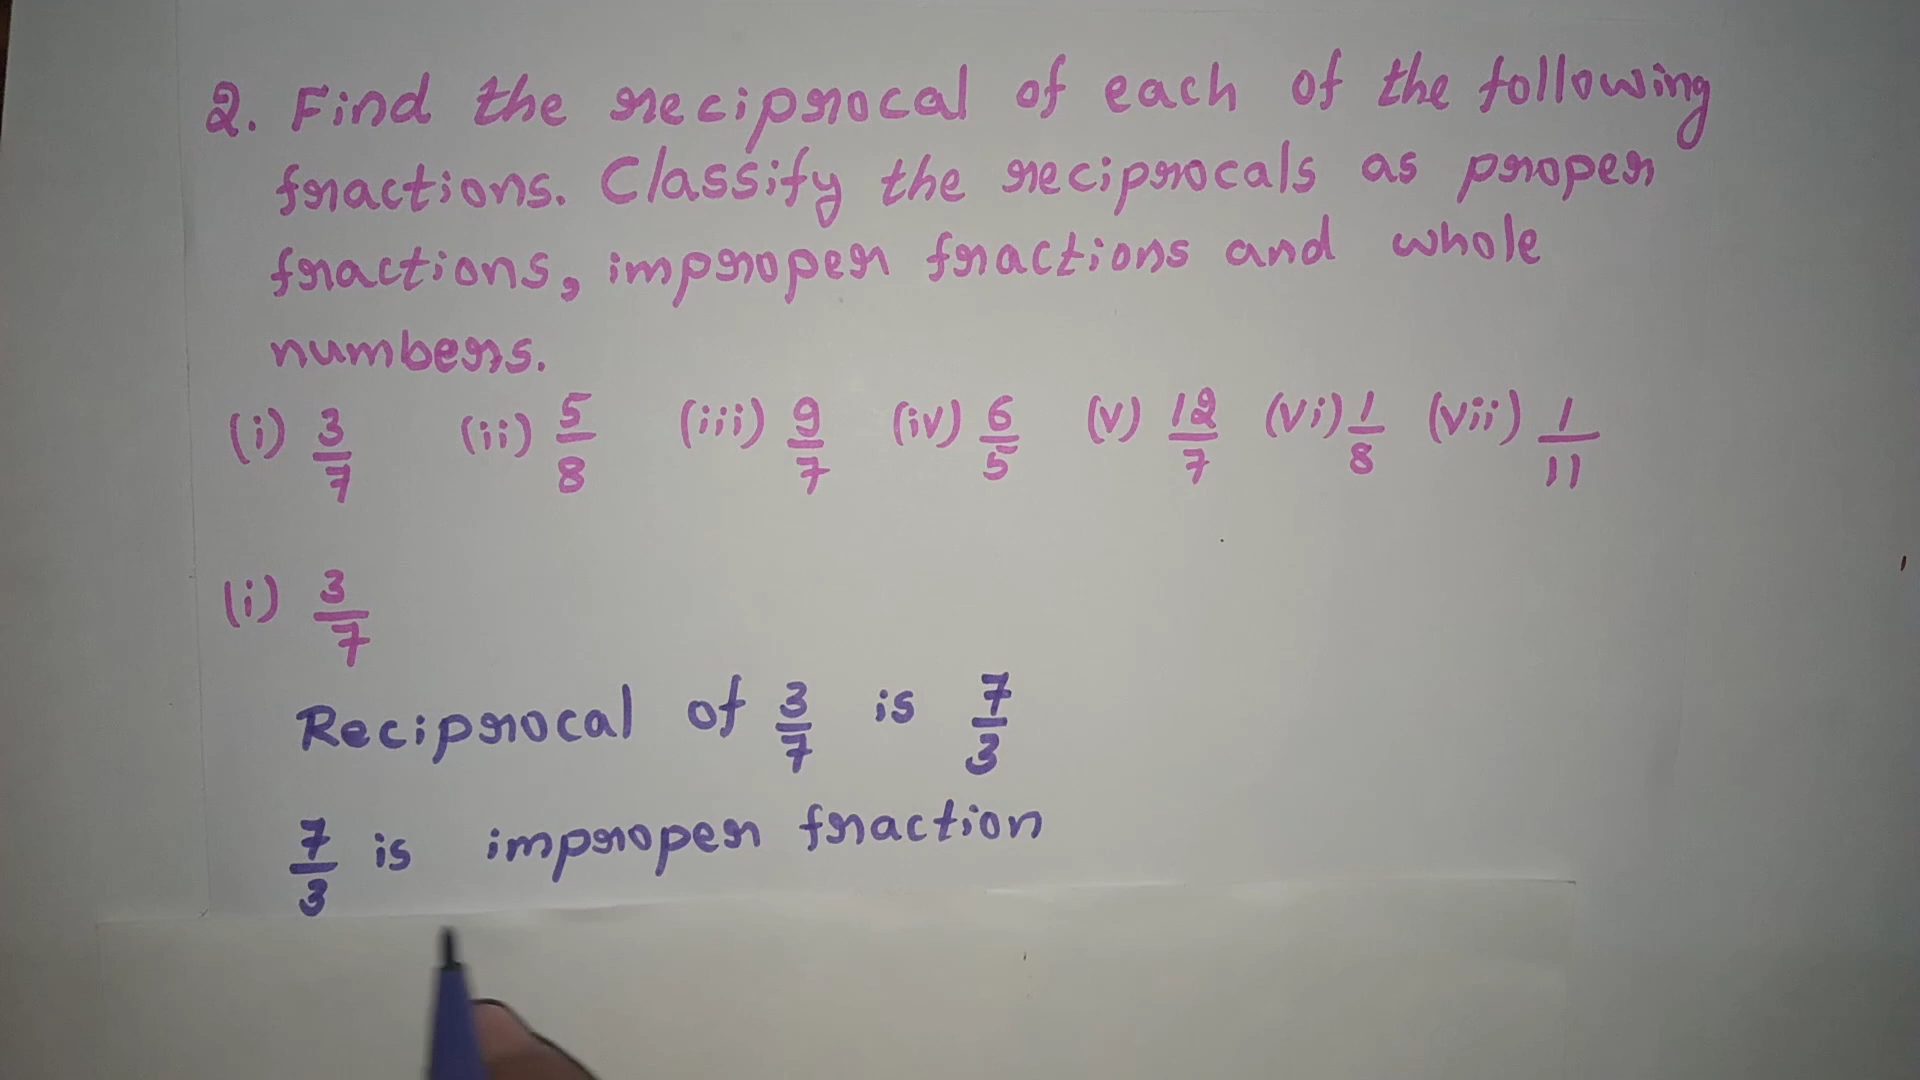 2. Find the reciprocal of each of the following
fractions. Classify the reciprocals as proper
fractions, improper fractions and whole
numbers.
(i) 3/7 (ii) 5/8 (iii) 9/7 (iv) 6/5 (v) 12/7 (vi) 1/8 (vii) 1/11
(i) 3/7
Reciprocal of 3/7 is 7/3
7/3 is improper fraction